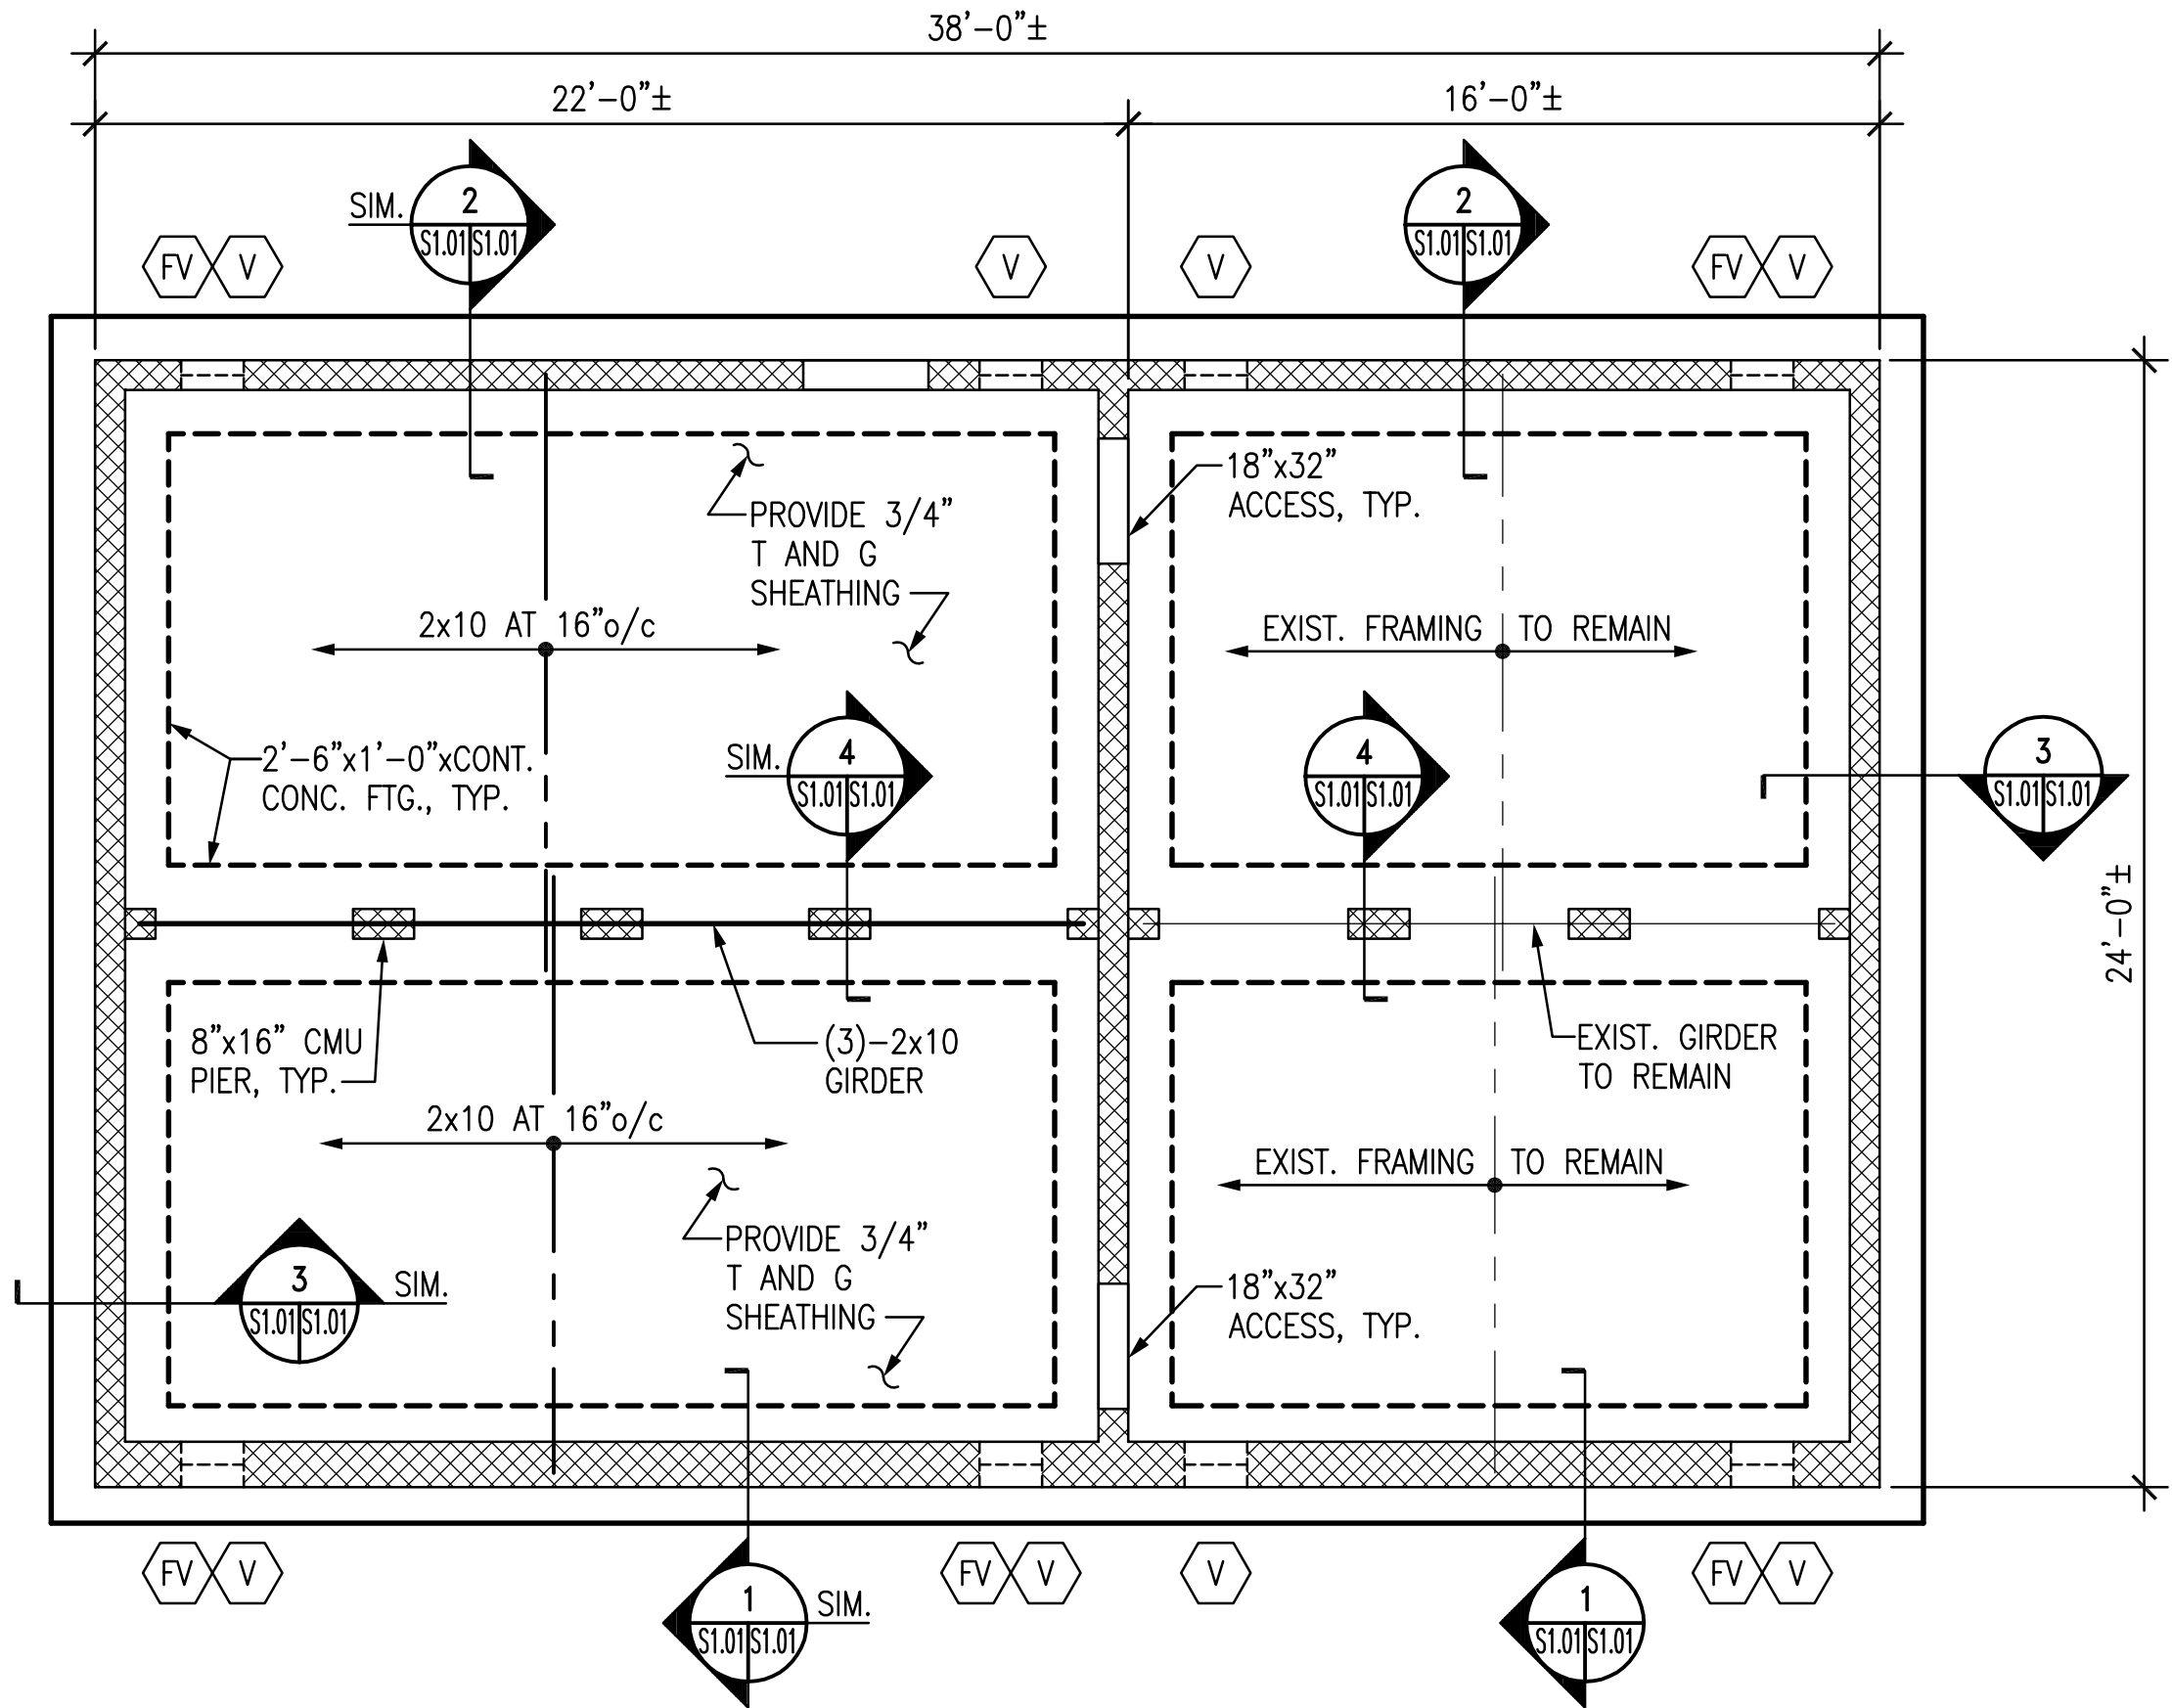 38'-0"±
22'-0"±
16'-0"±
SIM.
2
S1.01 S1.01
2
S1.01 S1.01
FV V
V
V
FV V
18"x32"
ACCESS, TYP.
PROVIDE 3/4"
T AND G
SHEATHING
2x10 AT 16"o/c
EXIST. FRAMING TO REMAIN
2'-6"x1'-0"xCONT.
CONC. FTG., TYP.
SIM.
4
S1.01 S1.01
4
S1.01 S1.01
3
S1.01 S1.01
24'-0"±
8"x16" CMU
PIER, TYP.
(3)-2x10
GIRDER
EXIST. GIRDER
TO REMAIN
2x10 AT 16"o/c
EXIST. FRAMING TO REMAIN
PROVIDE 3/4"
T AND G
SHEATHING
3
S1.01 S1.01
SIM.
18"x32"
ACCESS, TYP.
FV V
FV V
V
FV V
1
S1.01 S1.01
SIM.
1
S1.01 S1.01